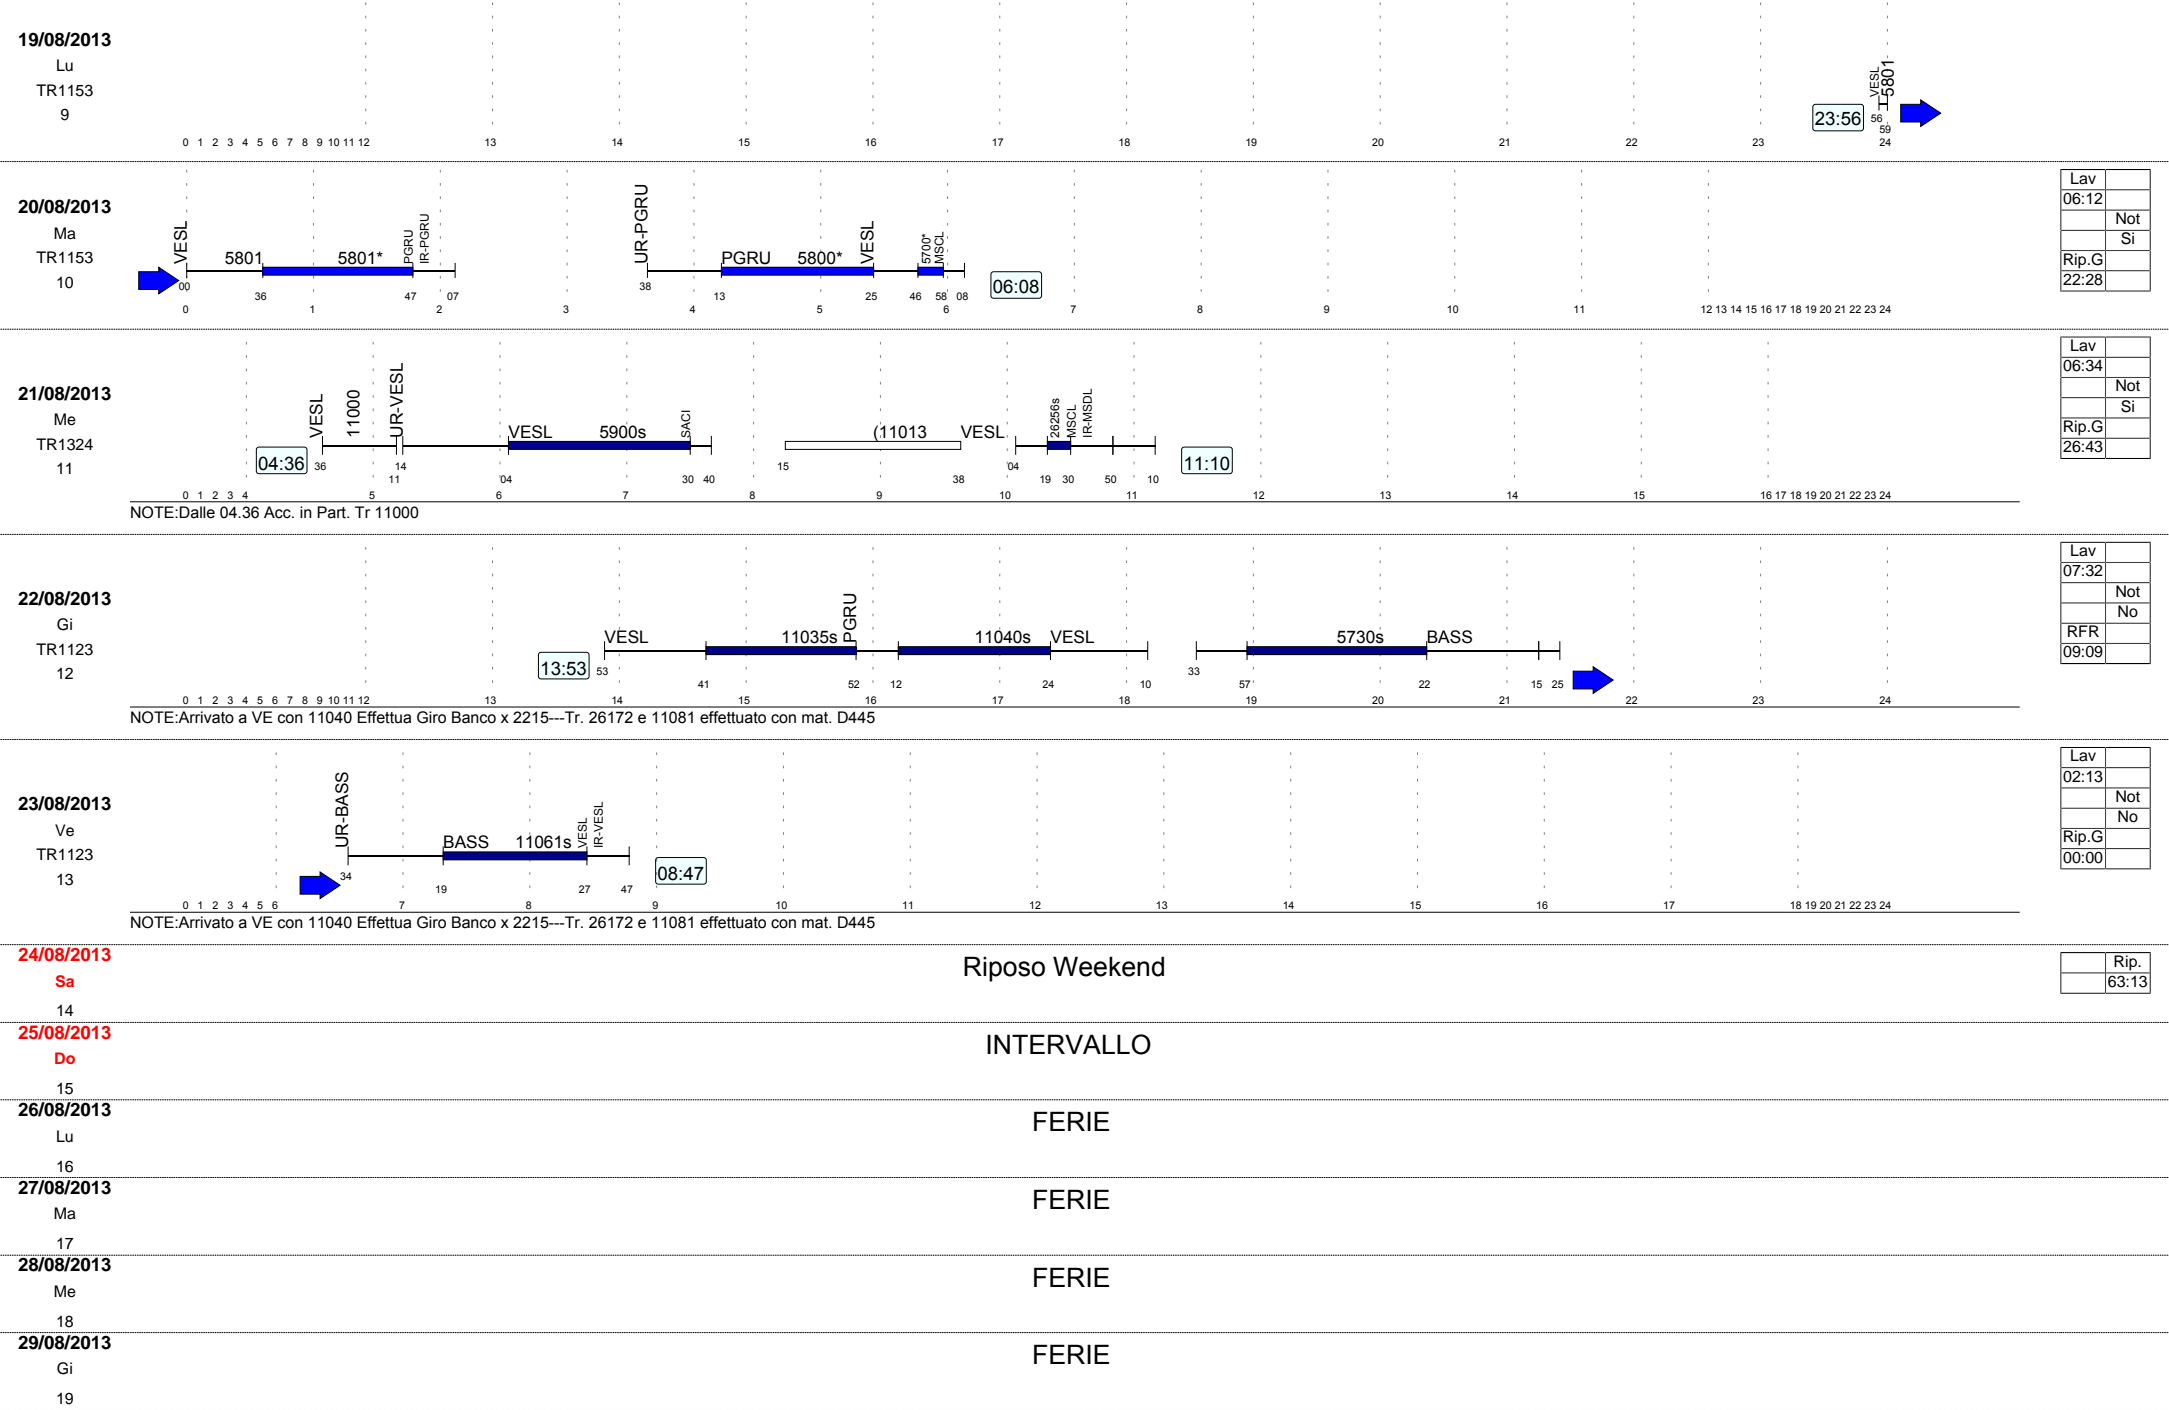 19/08/2013
Lu
TR1153
9
VESL
5801
23:56
56
59
0 1 2 3 4 5 6 7 8 9 10 11 12 13 14 15 16 17 18 19 20 21 22 23 24
20/08/2013
Ma
TR1153
10
VESL
5801
5801*
PGRU
IR-PGRU
UR-PGRU
PGRU
5800*
VESL
5700*
MSCL
00
36
47
07
38
13
25
46
58
08
06:08
0 1 2 3 4 5 6 7 8 9 10 11 12 13 14 15 16 17 18 19 20 21 22 23 24
Lav
06:12
Not
Si
Rip.G
22:28
21/08/2013
Me
TR1324
11
04:36
VESL
11000
UR-VESL
VESL
5900s
SACI
(11013
VESL
26256s
MSCL
IR-MSDL
36
11
14
04
30
40
15
38
04
19
30
50
10
11:10
0 1 2 3 4 5 6 7 8 9 10 11 12 13 14 15 16 17 18 19 20 21 22 23 24
NOTE:Dalle 04.36 Acc. in Part. Tr 11000
Lav
06:34
Not
Si
Rip.G
26:43
22/08/2013
Gi
TR1123
12
13:53
VESL
11035s
PGRU
11040s
VESL
5730s
BASS
53
41
52
12
24
10
33
57
22
15
25
0 1 2 3 4 5 6 7 8 9 10 11 12 13 14 15 16 17 18 19 20 21 22 23 24
NOTE:Arrivato a VE con 11040 Effettua Giro Banco x 2215---Tr. 26172 e 11081 effettuato con mat. D445
Lav
07:32
Not
No
RFR
09:09
23/08/2013
Ve
TR1123
13
UR-BASS
BASS
11061s
VESL
IR-VESL
34
19
27
47
08:47
0 1 2 3 4 5 6 7 8 9 10 11 12 13 14 15 16 17 18 19 20 21 22 23 24
NOTE:Arrivato a VE con 11040 Effettua Giro Banco x 2215---Tr. 26172 e 11081 effettuato con mat. D445
Lav
02:13
Not
No
Rip.G
00:00
24/08/2013
Sa
14
Riposo Weekend
Rip.
63:13
25/08/2013
Do
15
INTERVALLO
26/08/2013
Lu
16
FERIE
27/08/2013
Ma
17
FERIE
28/08/2013
Me
18
FERIE
29/08/2013
Gi
19
FERIE